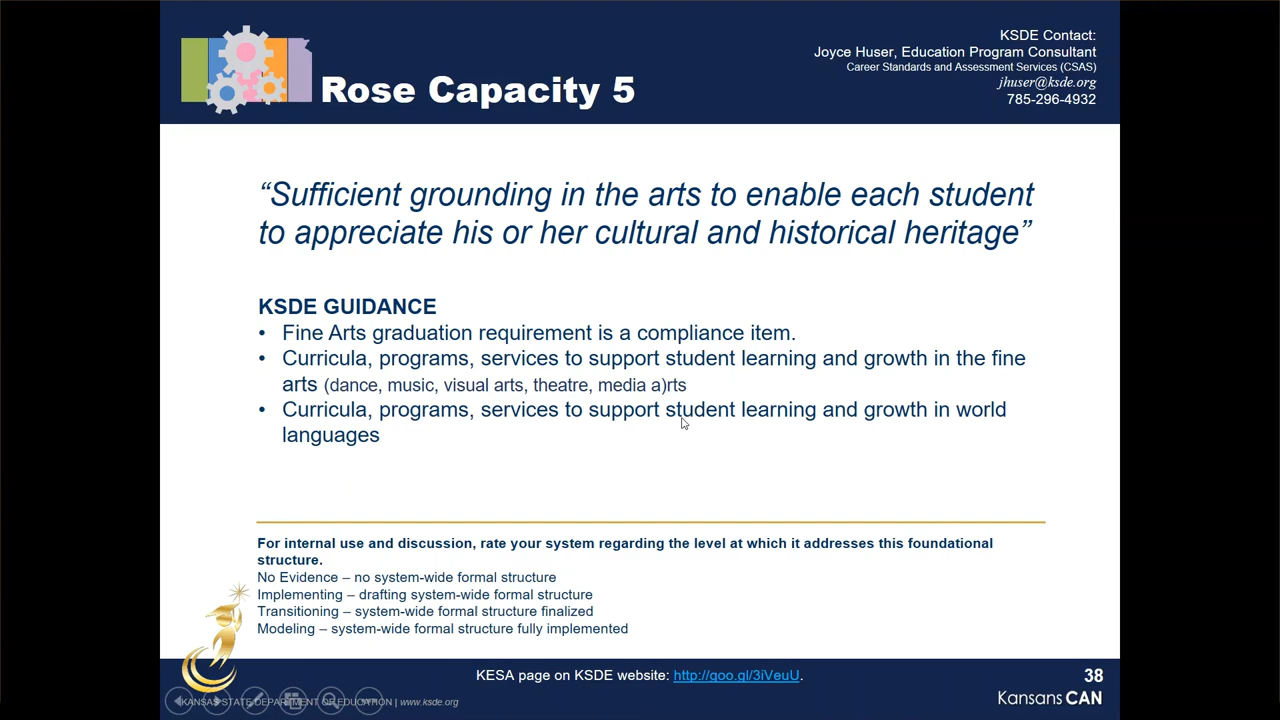 KSDE Contact:
Joyce Huser, Education Program Consultant
Career Standards and Assessment Services (CSAS)
jhuser@ksde.org
785-296-4932
Rose Capacity 5
“Sufficient grounding in the arts to enable each student
to appreciate his or her cultural and historical heritage”
KSDE GUIDANCE
• Fine Arts graduation requirement is a compliance item.
• Curricula, programs, services to support student learning and growth in the fine
arts (dance, music, visual arts, theatre, media a)rts
• Curricula, programs, services to support student learning and growth in world
languages
For internal use and discussion, rate your system regarding the level at which it addresses this foundational
structure.
No Evidence – no system-wide formal structure
Implementing – drafting system-wide formal structure
Transitioning – system-wide formal structure finalized
Modeling – system-wide formal structure fully implemented
KESA page on KSDE website: http://goo.gl/3iVeuU.
38
KansansCAN
KANSAS STATE DEPARTMENT OF EDUCATION | www.ksde.org